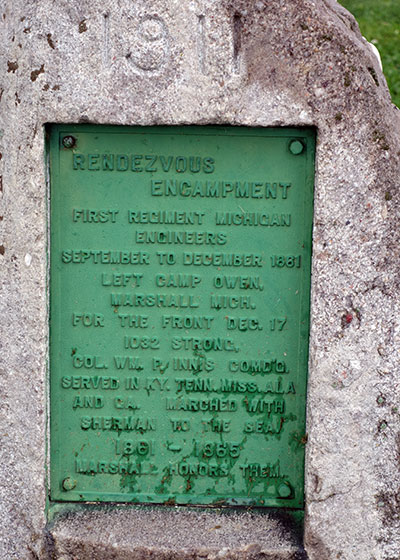 1911
RENDEZVOUS
ENCAMPMENT
FIRST REGIMENT MICHIGAN
ENGINEERS
SEPTEMBER TO DECEMBER 1861
LEFT CAMP OWEN,
MARSHALL MICH.
FOR THE FRONT DEC. 17
1032 STRONG,
COL. WM. P. INNIS COMD'G.
SERVED IN KY. TENN. MISS. ALA
AND GA. MARCHED WITH
SHERMAN TO THE SEA.
1861 - 1865
MARSHALL HONORS THEM.